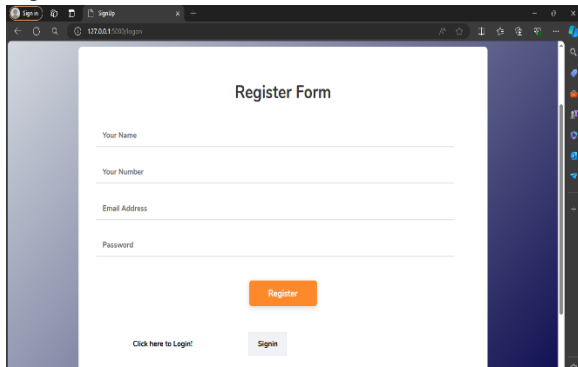 Sign in
SignUp
127.0.0.1:5000/logon
Register Form
Your Name
Your Number
Email Address
Password
Register
Click here to Login!
Signin